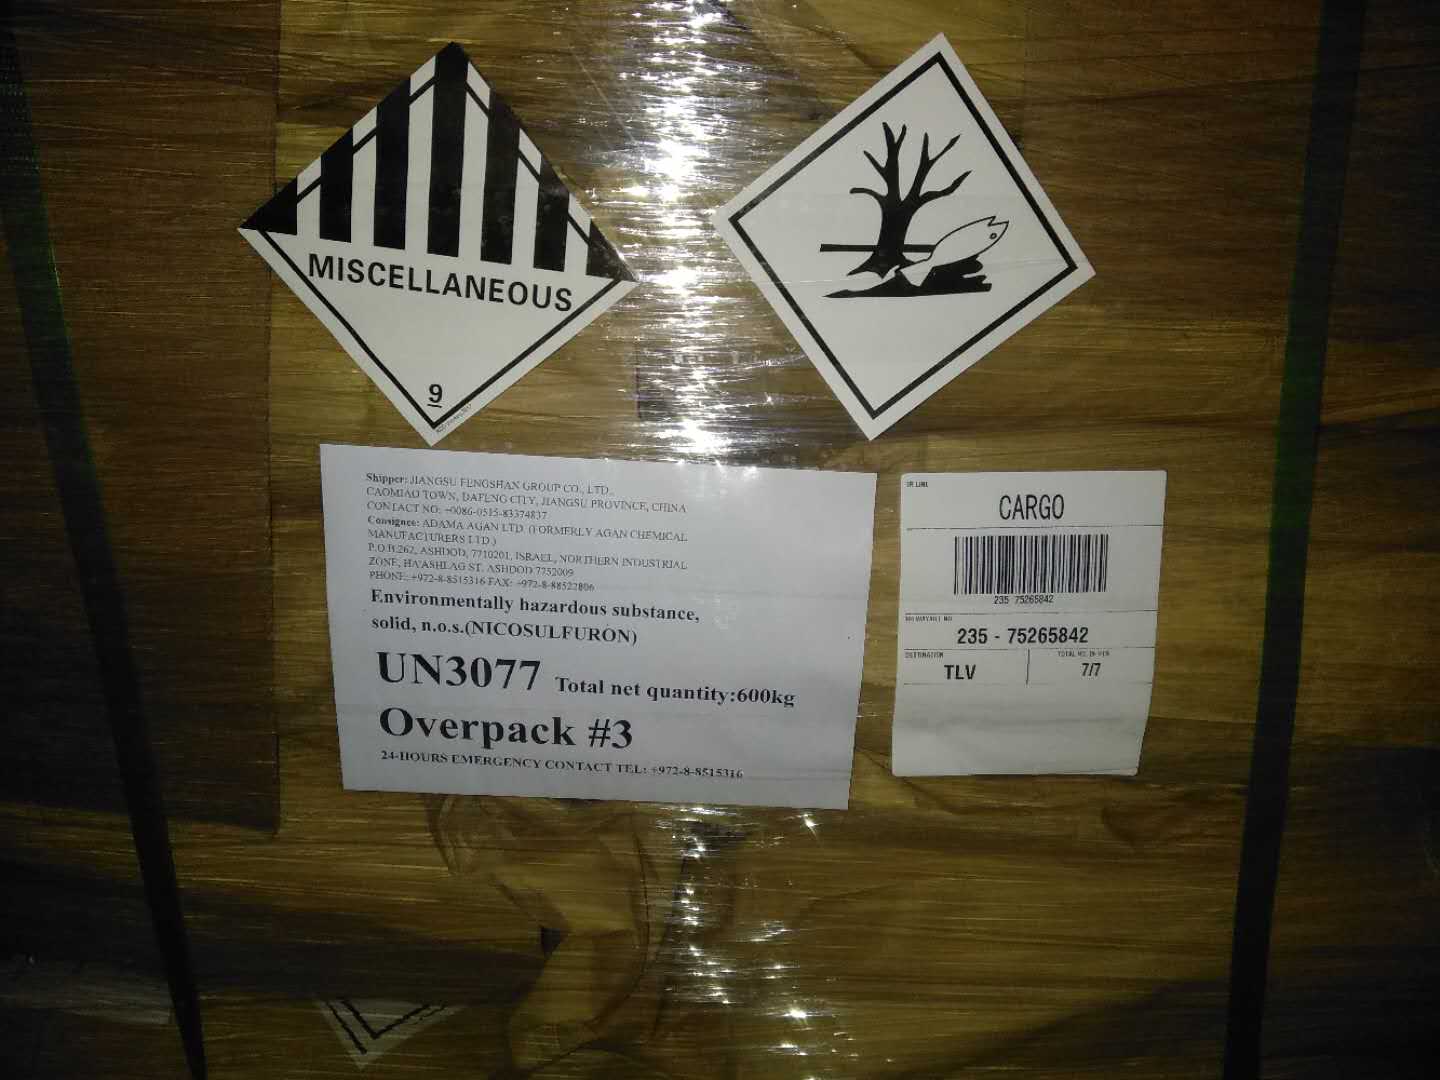 MISCELLANEOUS
9
Shipper: JIANGSU FENGSHAN GROUP CO., LTD.,
CAOMIAO TOWN, DAFENG CITY, JIANGSU PROVINCE, CHINA
CONTACT NO: +0086-0515-83374837
Consignee: ADAMA AGAN LTD. (FORMERLY AGAN CHEMICAL
MANUFACTURERS LTD.)
P.O.B.262, ASHDOD, 7710201, ISRAEL, NORTHERN INDUSTRIAL
ZONE, HA'ASHLAG ST. ASHDOD 7752009
PHONE: +972-8-8515316 FAX: +972-8-88522806
Environmentally hazardous substance,
solid, n.o.s.(NICOSULFURON)
UN3077 Total net quantity:600kg
Overpack #3
24-HOURS EMERGENCY CONTACT TEL: +972-8-8515316
CARGO
235 75265842
235 - 75265842
DESTINATION
TLV
7/7